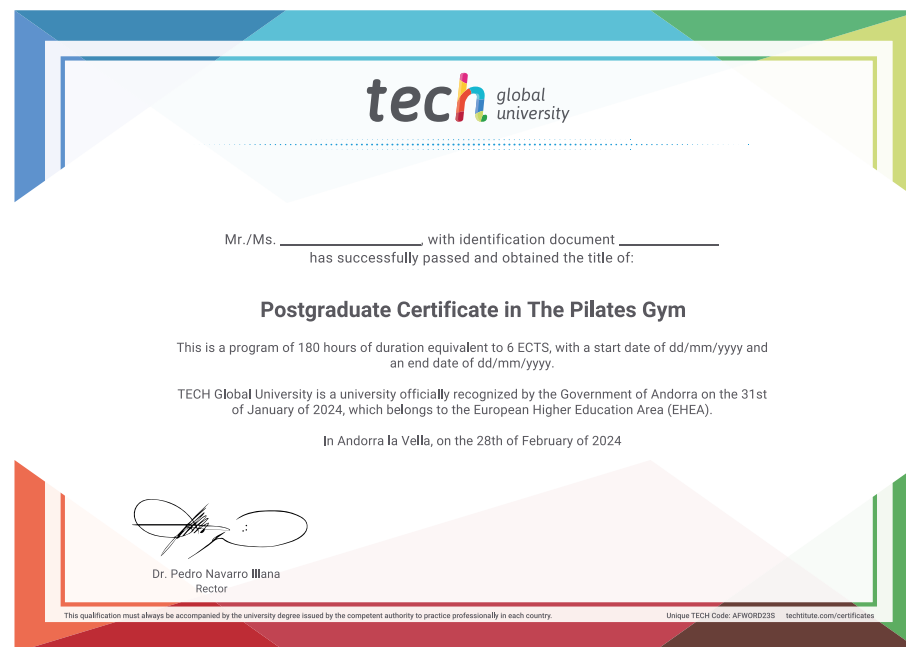 tech global university
Mr./Ms. ____________, with identification document ____________
has successfully passed and obtained the title of:
Postgraduate Certificate in The Pilates Gym
This is a program of 180 hours of duration equivalent to 6 ECTS, with a start date of dd/mm/yyyy and
an end date of dd/mm/yyyy.
TECH Global University is a university officially recognized by the Government of Andorra on the 31st
of January of 2024, which belongs to the European Higher Education Area (EHEA).
In Andorra la Vella, on the 28th of February of 2024
Dr. Pedro Navarro Illana
Rector
This qualification must always be accompanied by the university degree issued by the competent authority to practice professionally in each country.
Unique TECH Code: AFWORD23S techtitute.com/certificates